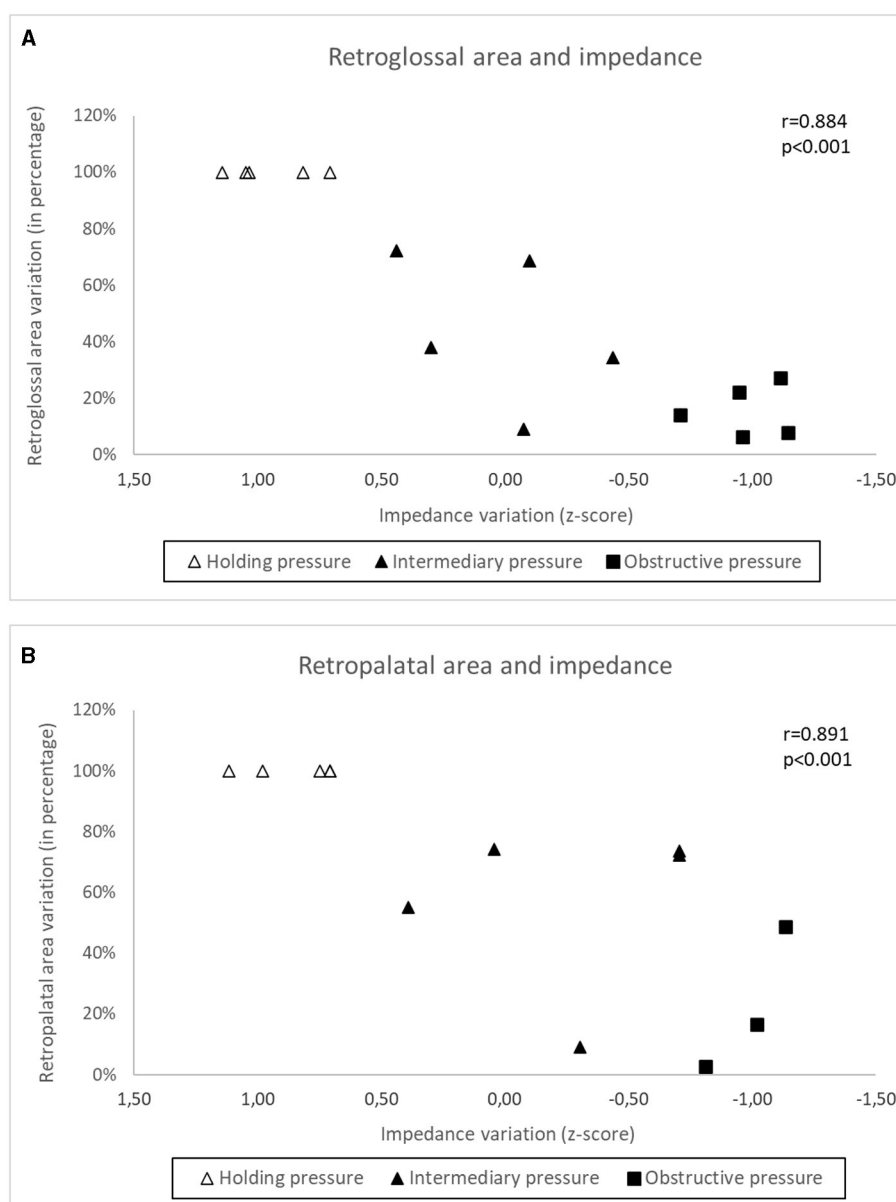 A
Retroglossal area and impedance
r=0.884
p<0.001
Retroglossal area variation (in percentage)
120%
100%
80%
60%
40%
20%
0%
1,50 1,00 0,50 0,00 -0,50 -1,00 -1,50
Impedance variation (z-score)
Holding pressure Intermediary pressure Obstructive pressure
B
Retropalatal area and impedance
r=0.891
p<0.001
Retropalatal area variation (in percentage)
120%
100%
80%
60%
40%
20%
0%
1,50 1,00 0,50 0,00 -0,50 -1,00 -1,50
Impedance variation (z-score)
Holding pressure Intermediary pressure Obstructive pressure